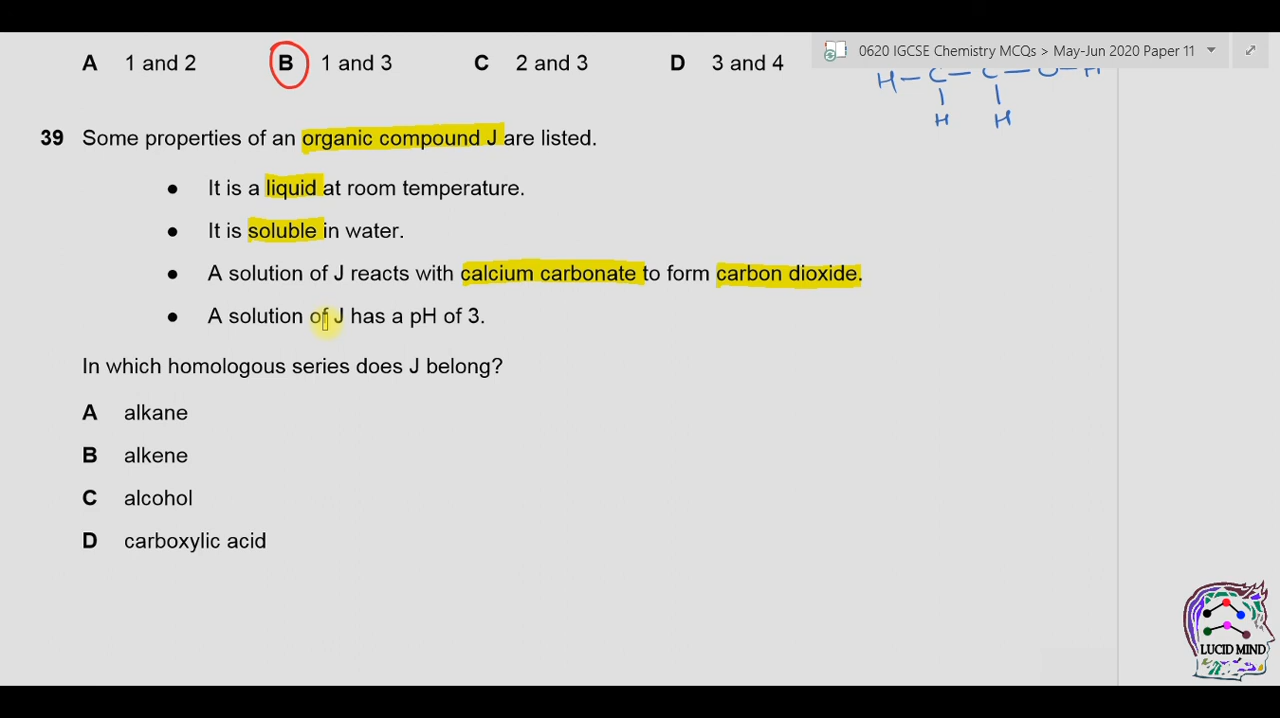 0620 IGCSE Chemistry MCQs > May-Jun 2020 Paper 11
A 1 and 2 B 1 and 3 C 2 and 3 D 3 and 4
H-C-C-O-H
H H
39 Some properties of an organic compound J are listed.
• It is a liquid at room temperature.
• It is soluble in water.
• A solution of J reacts with calcium carbonate to form carbon dioxide.
• A solution of J has a pH of 3.
In which homologous series does J belong?
A alkane
B alkene
C alcohol
D carboxylic acid
LUCID MIND